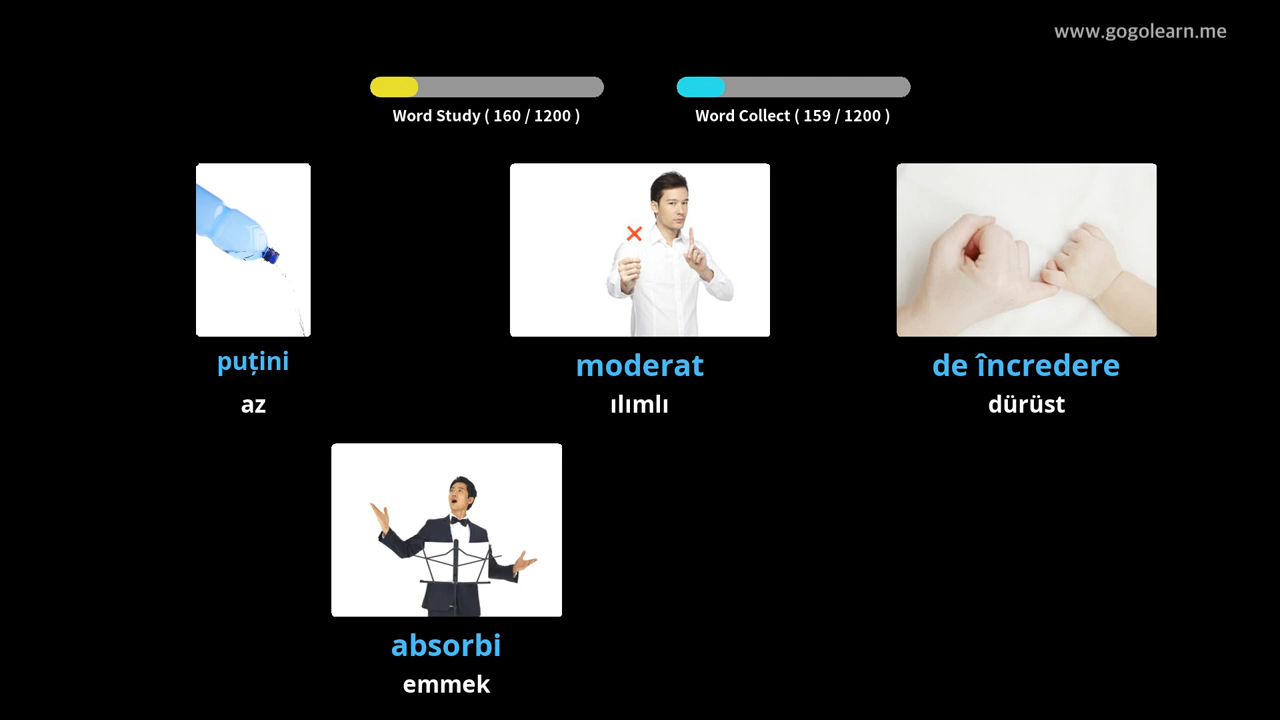 www.gogolearn.me
Word Study ( 160 / 1200 )
Word Collect ( 159 / 1200 )
puțini
az
moderat
ılımlı
de încredere
dürüst
absorbi
emmek